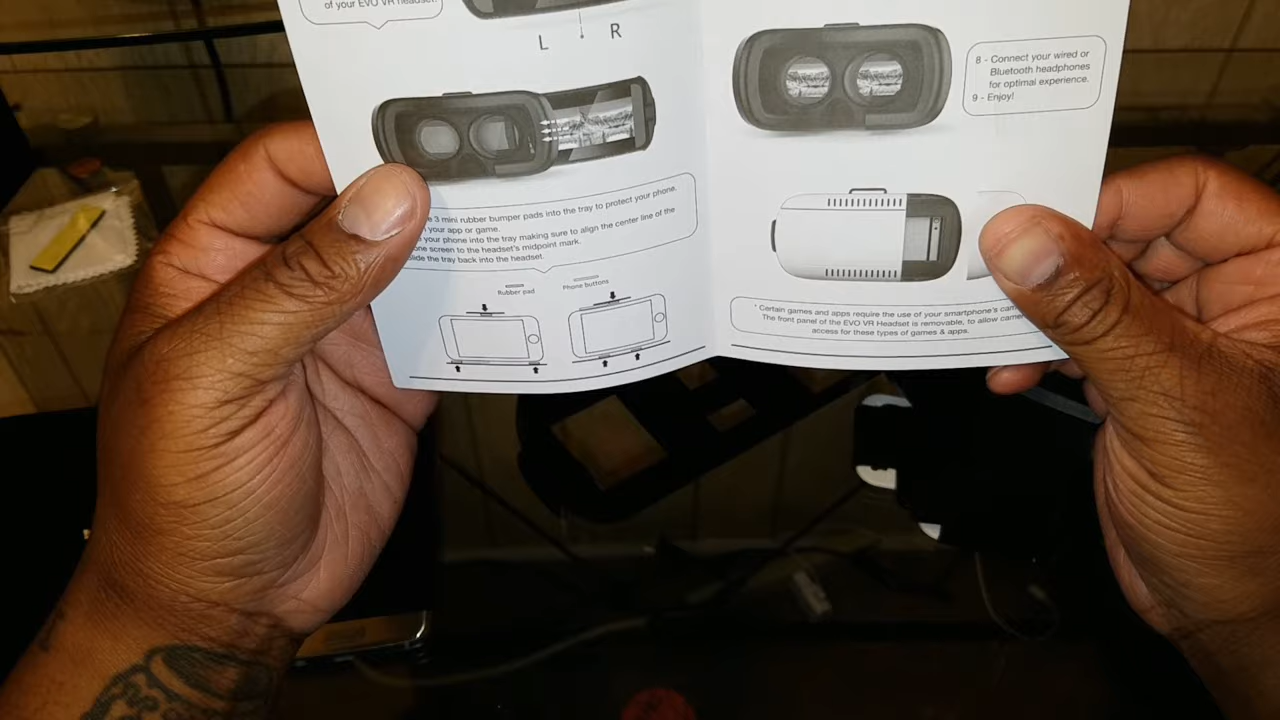 of your EVO VR headset.
L R
3 mini rubber bumper pads into the tray to protect your phone.
your app or game.
your phone into the tray making sure to align the center line of the
screen to the headset's midpoint mark.
the tray back into the headset.
Rubber pad
Phone buttons
8 - Connect your wired or
Bluetooth headphones
for optimal experience.
9 - Enjoy!
* Certain games and apps require the use of your smartphone's
The front panel of the EVO VR Headset is removable, to allow
access for these types of games & apps.